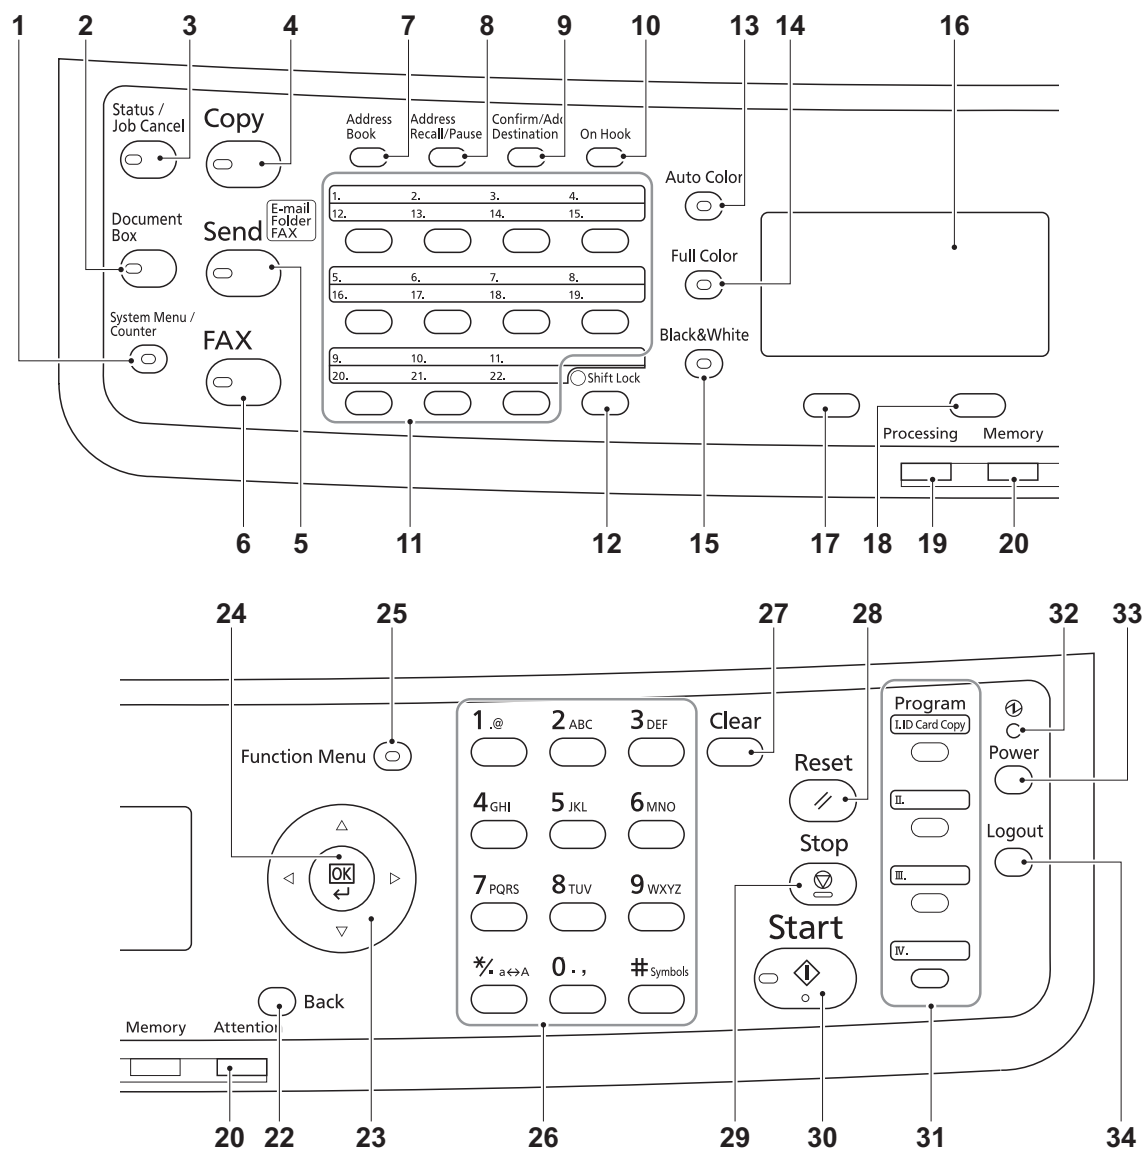 1 2 3 4 7 8 9 10 13 14 16
Status /
Job Cancel
Copy
Address
Book
Address
Recall/Pause
Confirm/Add
Destination
On Hook
Auto Color
1. 2. 3. 4.
12. 13. 14. 15.
Document
Box
Send
E-mail
Folder
FAX
Full Color
5. 6. 7. 8.
16. 17. 18. 19.
System Menu /
Counter
FAX
Black&White
9. 10. 11.
20. 21. 22.
Shift Lock
Processing Memory
6 5 11 12 15 17 18 19 20
24 25 27 28 32 33
Function Menu
1 .@ 2 ABC 3 DEF
Clear
Program
I.ID Card Copy
Power
Reset
4 GHI 5 JKL 6 MNO
II.
OK
Stop
Logout
7 PQRS 8 TUV 9 WXYZ
III.
Start
*/. a↔A 0 . , # Symbols
IV.
Back
Memory Attention
20 22 23 26 29 30 31 34